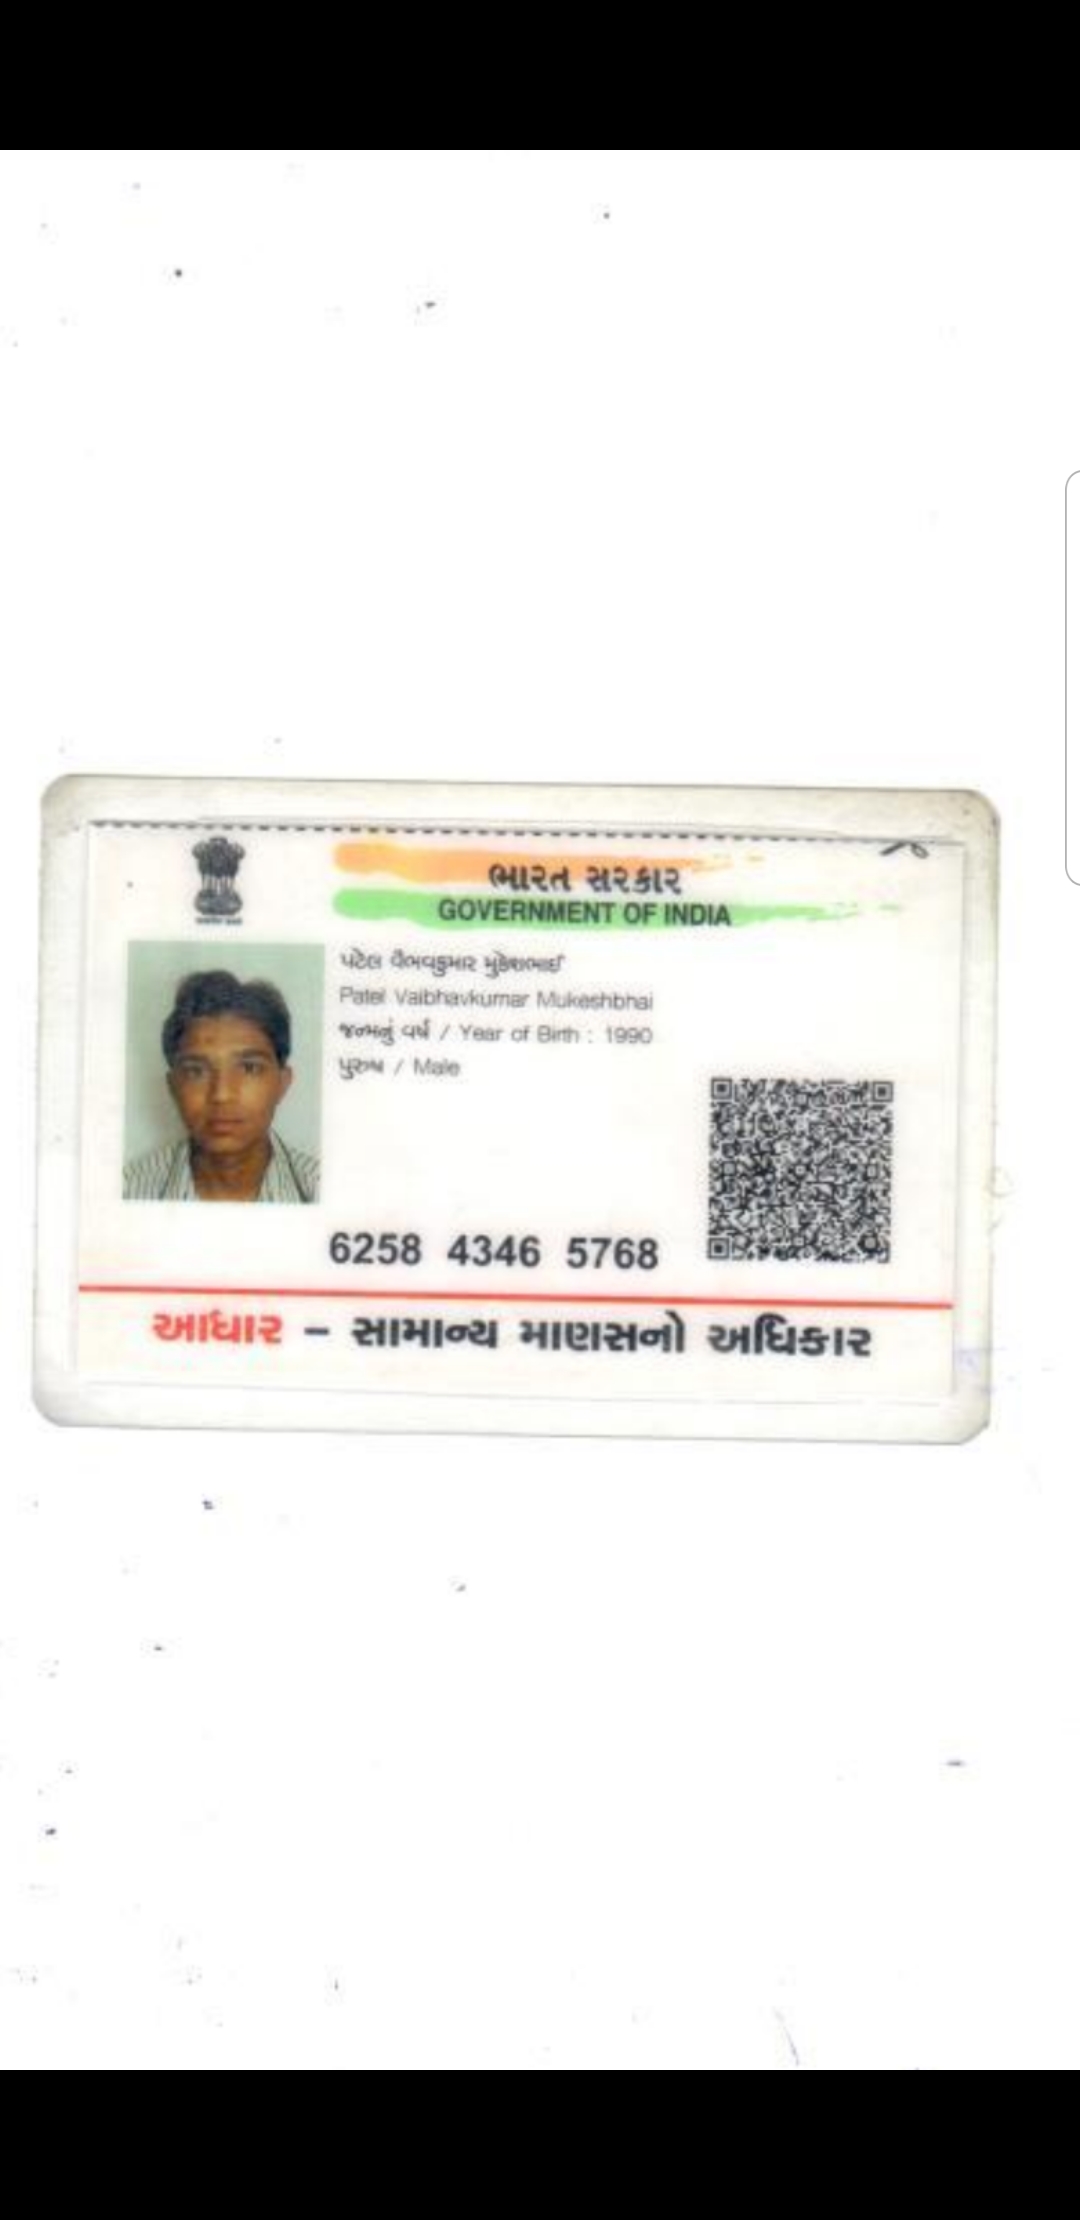 ભારત સરકાર
GOVERNMENT OF INDIA
પટેલ વૈભવકુમાર મુકેશભાઈ
Patel Vaibhavkumar Mukeshbhai
જન્મનું વર્ષ / Year of Birth : 1990
પુરુષ / Male
6258 4346 5768
આધાર – સામાન્ય માણસનો અધિકાર